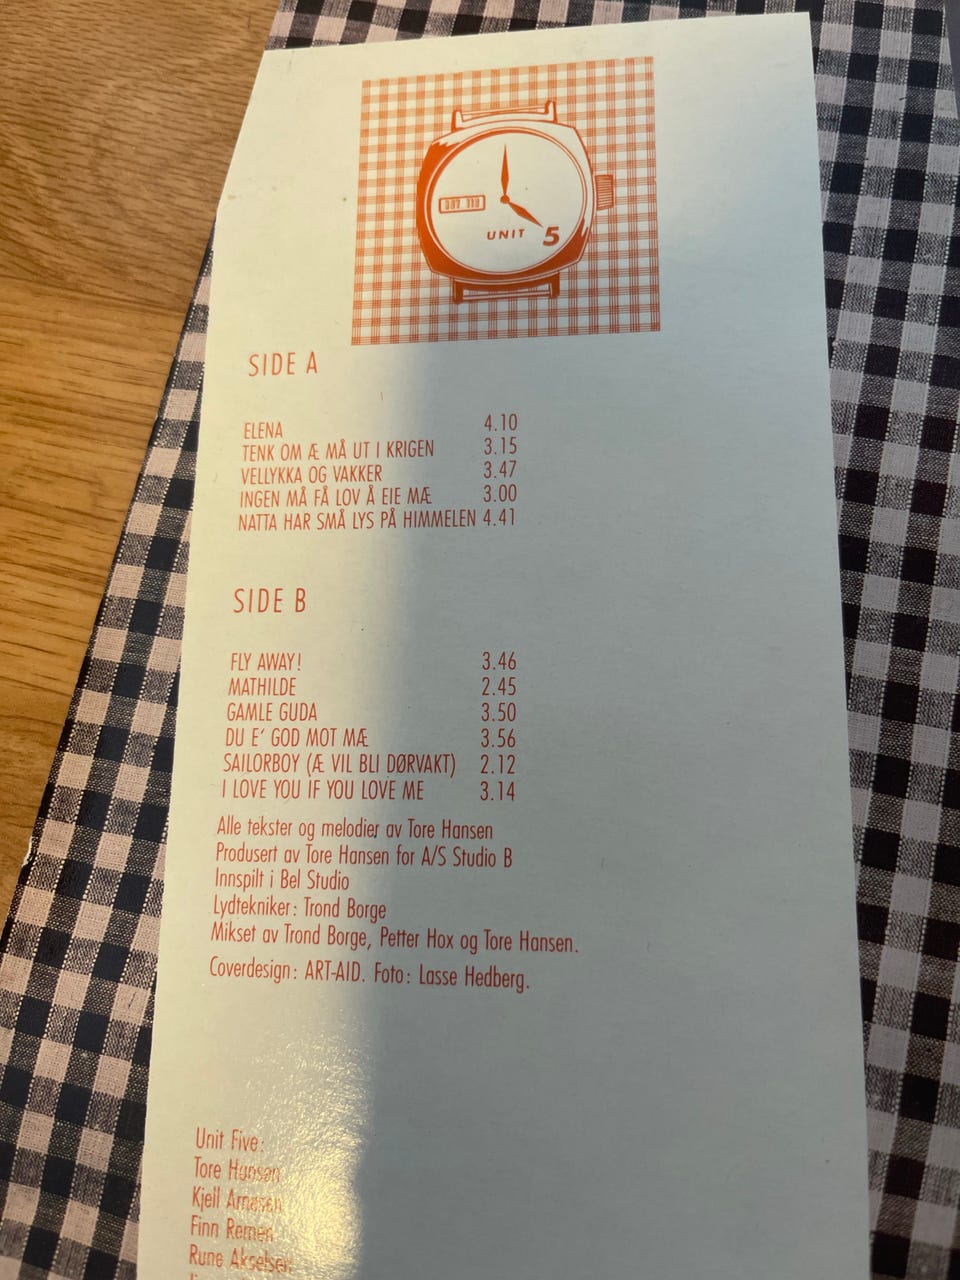 UNIT 5
SIDE A
ELENA 4.10
TENK OM Æ MÅ UT I KRIGEN 3.15
VELLYKKA OG VAKKER 3.47
INGEN MÅ FÅ LOV Å EIE MÆ 3.00
NATTA HAR SMÅ LYS PÅ HIMMELEN 4.41
SIDE B
FLY AWAY! 3.46
MATHILDE 2.45
GAMLE GUDA 3.50
DU E' GOD MOT MÆ 3.56
SAILORBOY (Æ VIL BLI DØRVAKT) 2.12
I LOVE YOU IF YOU LOVE ME 3.14
Alle tekster og melodier av Tore Hansen
Produsert av Tore Hansen for A/S Studio B
Innspilt i Bel Studio
Lydtekniker: Trond Borge
Mikset av Trond Borge, Petter Hox og Tore Hansen.
Coverdesign: ART-AID. Foto: Lasse Hedberg.
Unit Five:
Tore Hansen
Kjell Arnesen
Finn Remen
Rune Akselsen